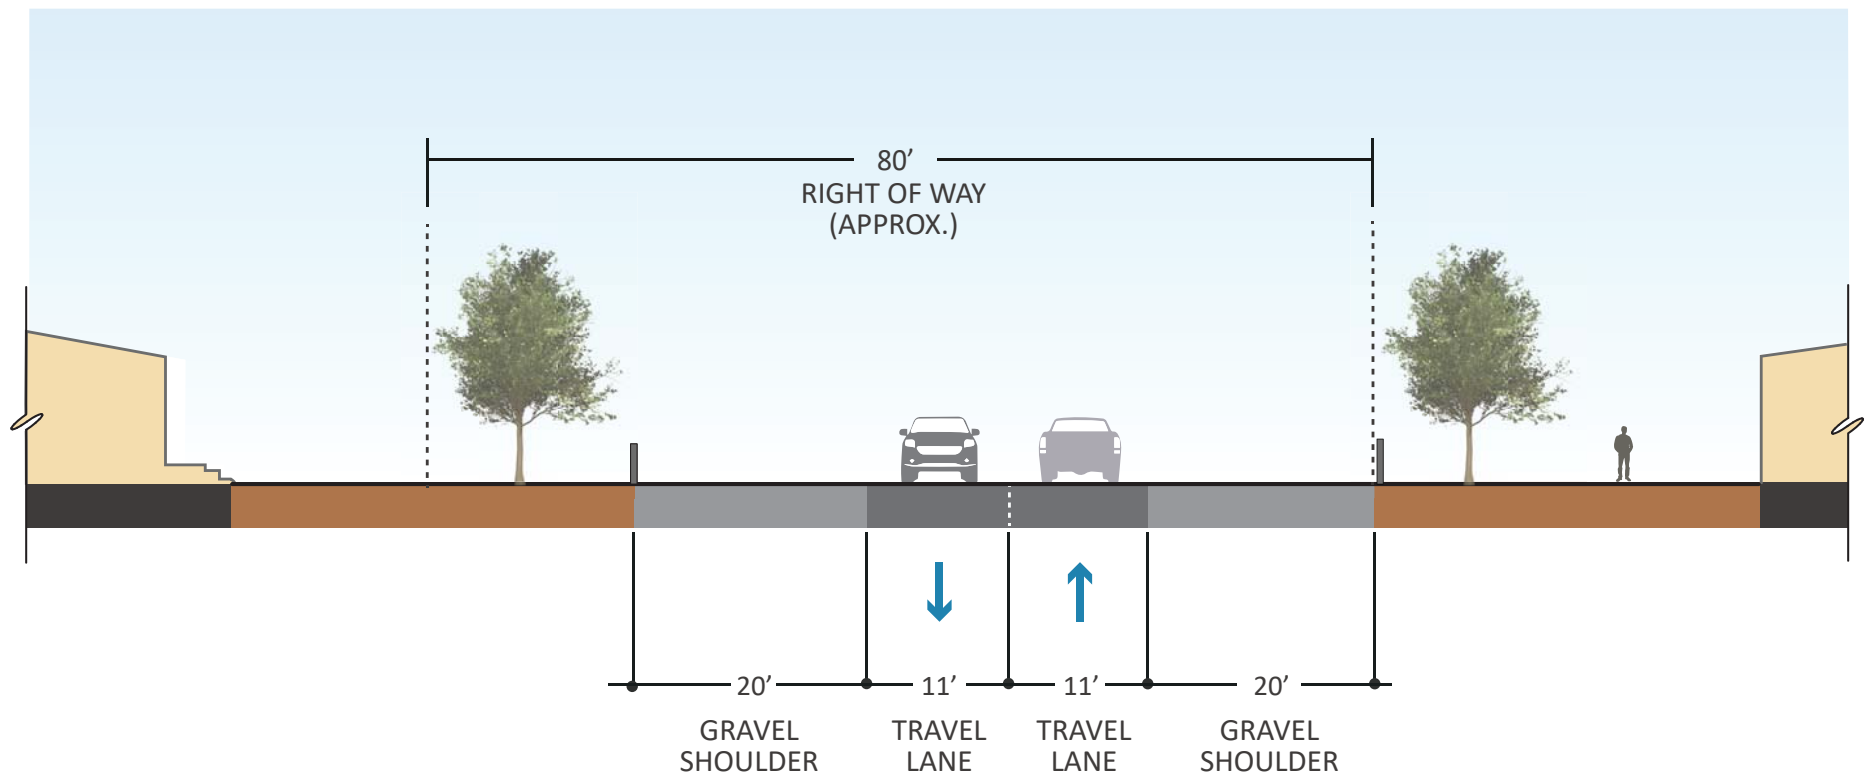 80’
RIGHT OF WAY
(APPROX.)
20’
11’
11’
20’
GRAVEL
SHOULDER
TRAVEL
LANE
TRAVEL
LANE
GRAVEL
SHOULDER